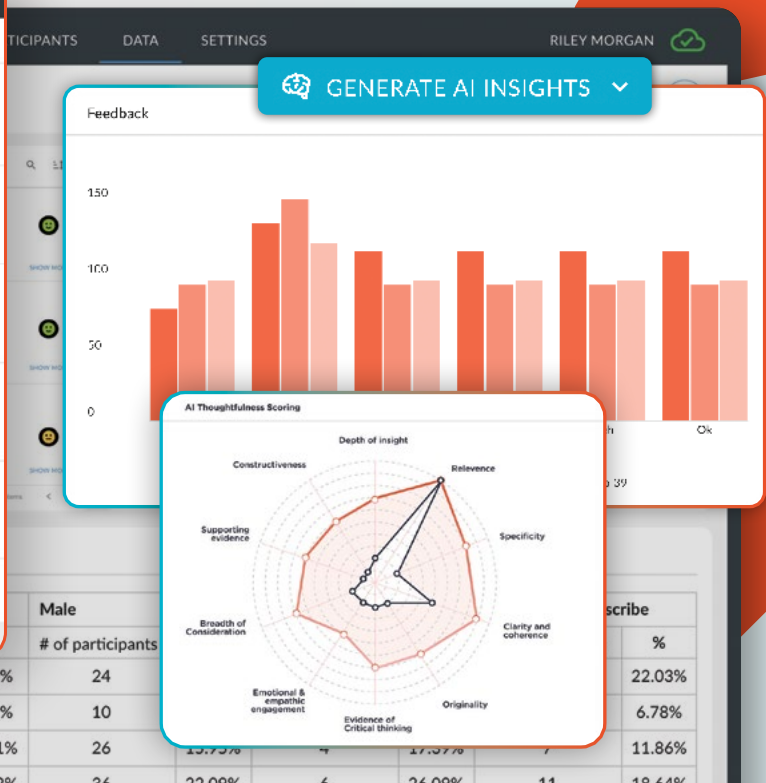 DATA
SETTINGS
RILEY MORGAN
GENERATE AI INSIGHTS
Feedback
150
100
50
0
Ok
39
AI Thoughtfulness Scoring
Depth of insight
Constructiveness
Relevence
Supporting
evidence
Specificity
Breadth of
Consideration
Clarity and
coherence
Emotional &
empathic
engagement
Originality
Evidence of
Critical thinking
Male
%
# of participants
24
22.03%
10
6.78%
26
11.86%